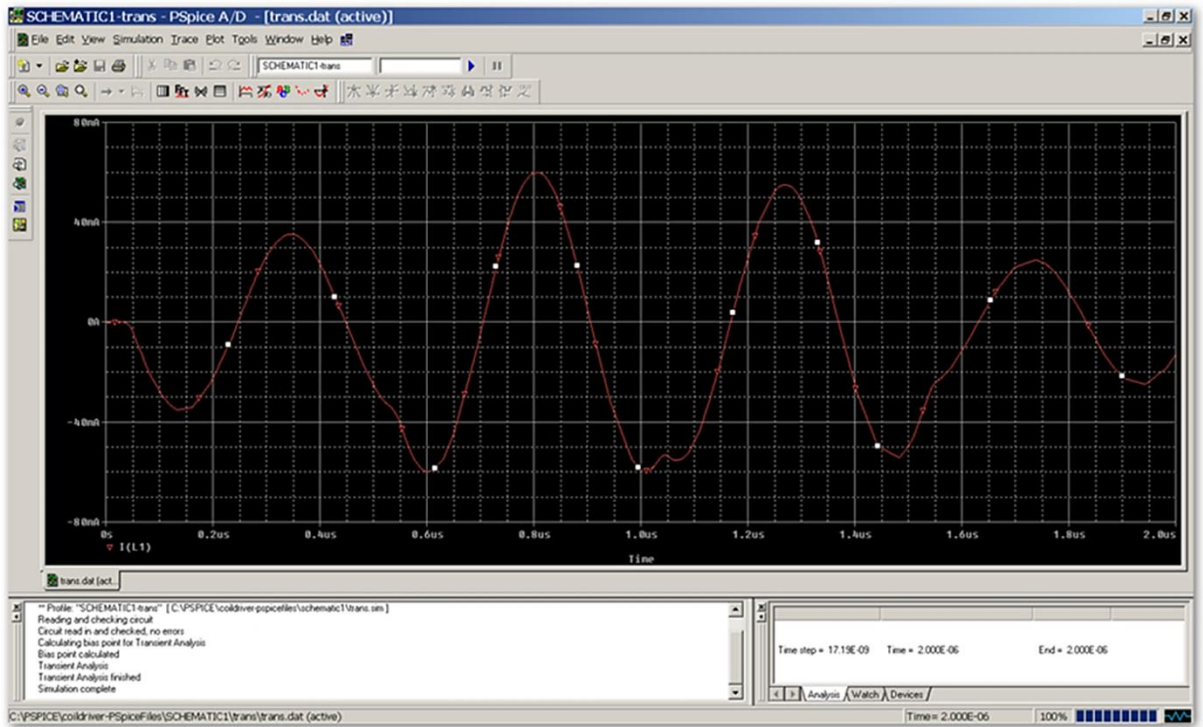 SCHEMATIC1-trans - PSpice A/D - [trans.dat (active)]
File Edit View Simulation Trace Plot Tools Window Help
SCHEMATIC1-trans
80mA
40mA
0A
-40mA
-80mA
0s 0.2us 0.4us 0.6us 0.8us 1.0us 1.2us 1.4us 1.6us 1.8us 2.0us
I(L1)
Time
trans.dat (act...
** Profile: "SCHEMATIC1-trans" [ C:\PSPICE\coildriver-pspicefiles\schematic1\trans.sim ]
Reading and checking circuit
Circuit read in and checked, no errors
Calculating bias point for Transient Analysis
Bias point calculated
Transient Analysis
Transient Analysis finished
Simulation complete
Time step = 17.19E-09 Time = 2.000E-06 End = 2.000E-06
Analysis Watch Devices
C:\PSPICE\coildriver-PSpiceFiles\SCHEMATIC1\trans\trans.dat (active) Time= 2.000E-06 100%